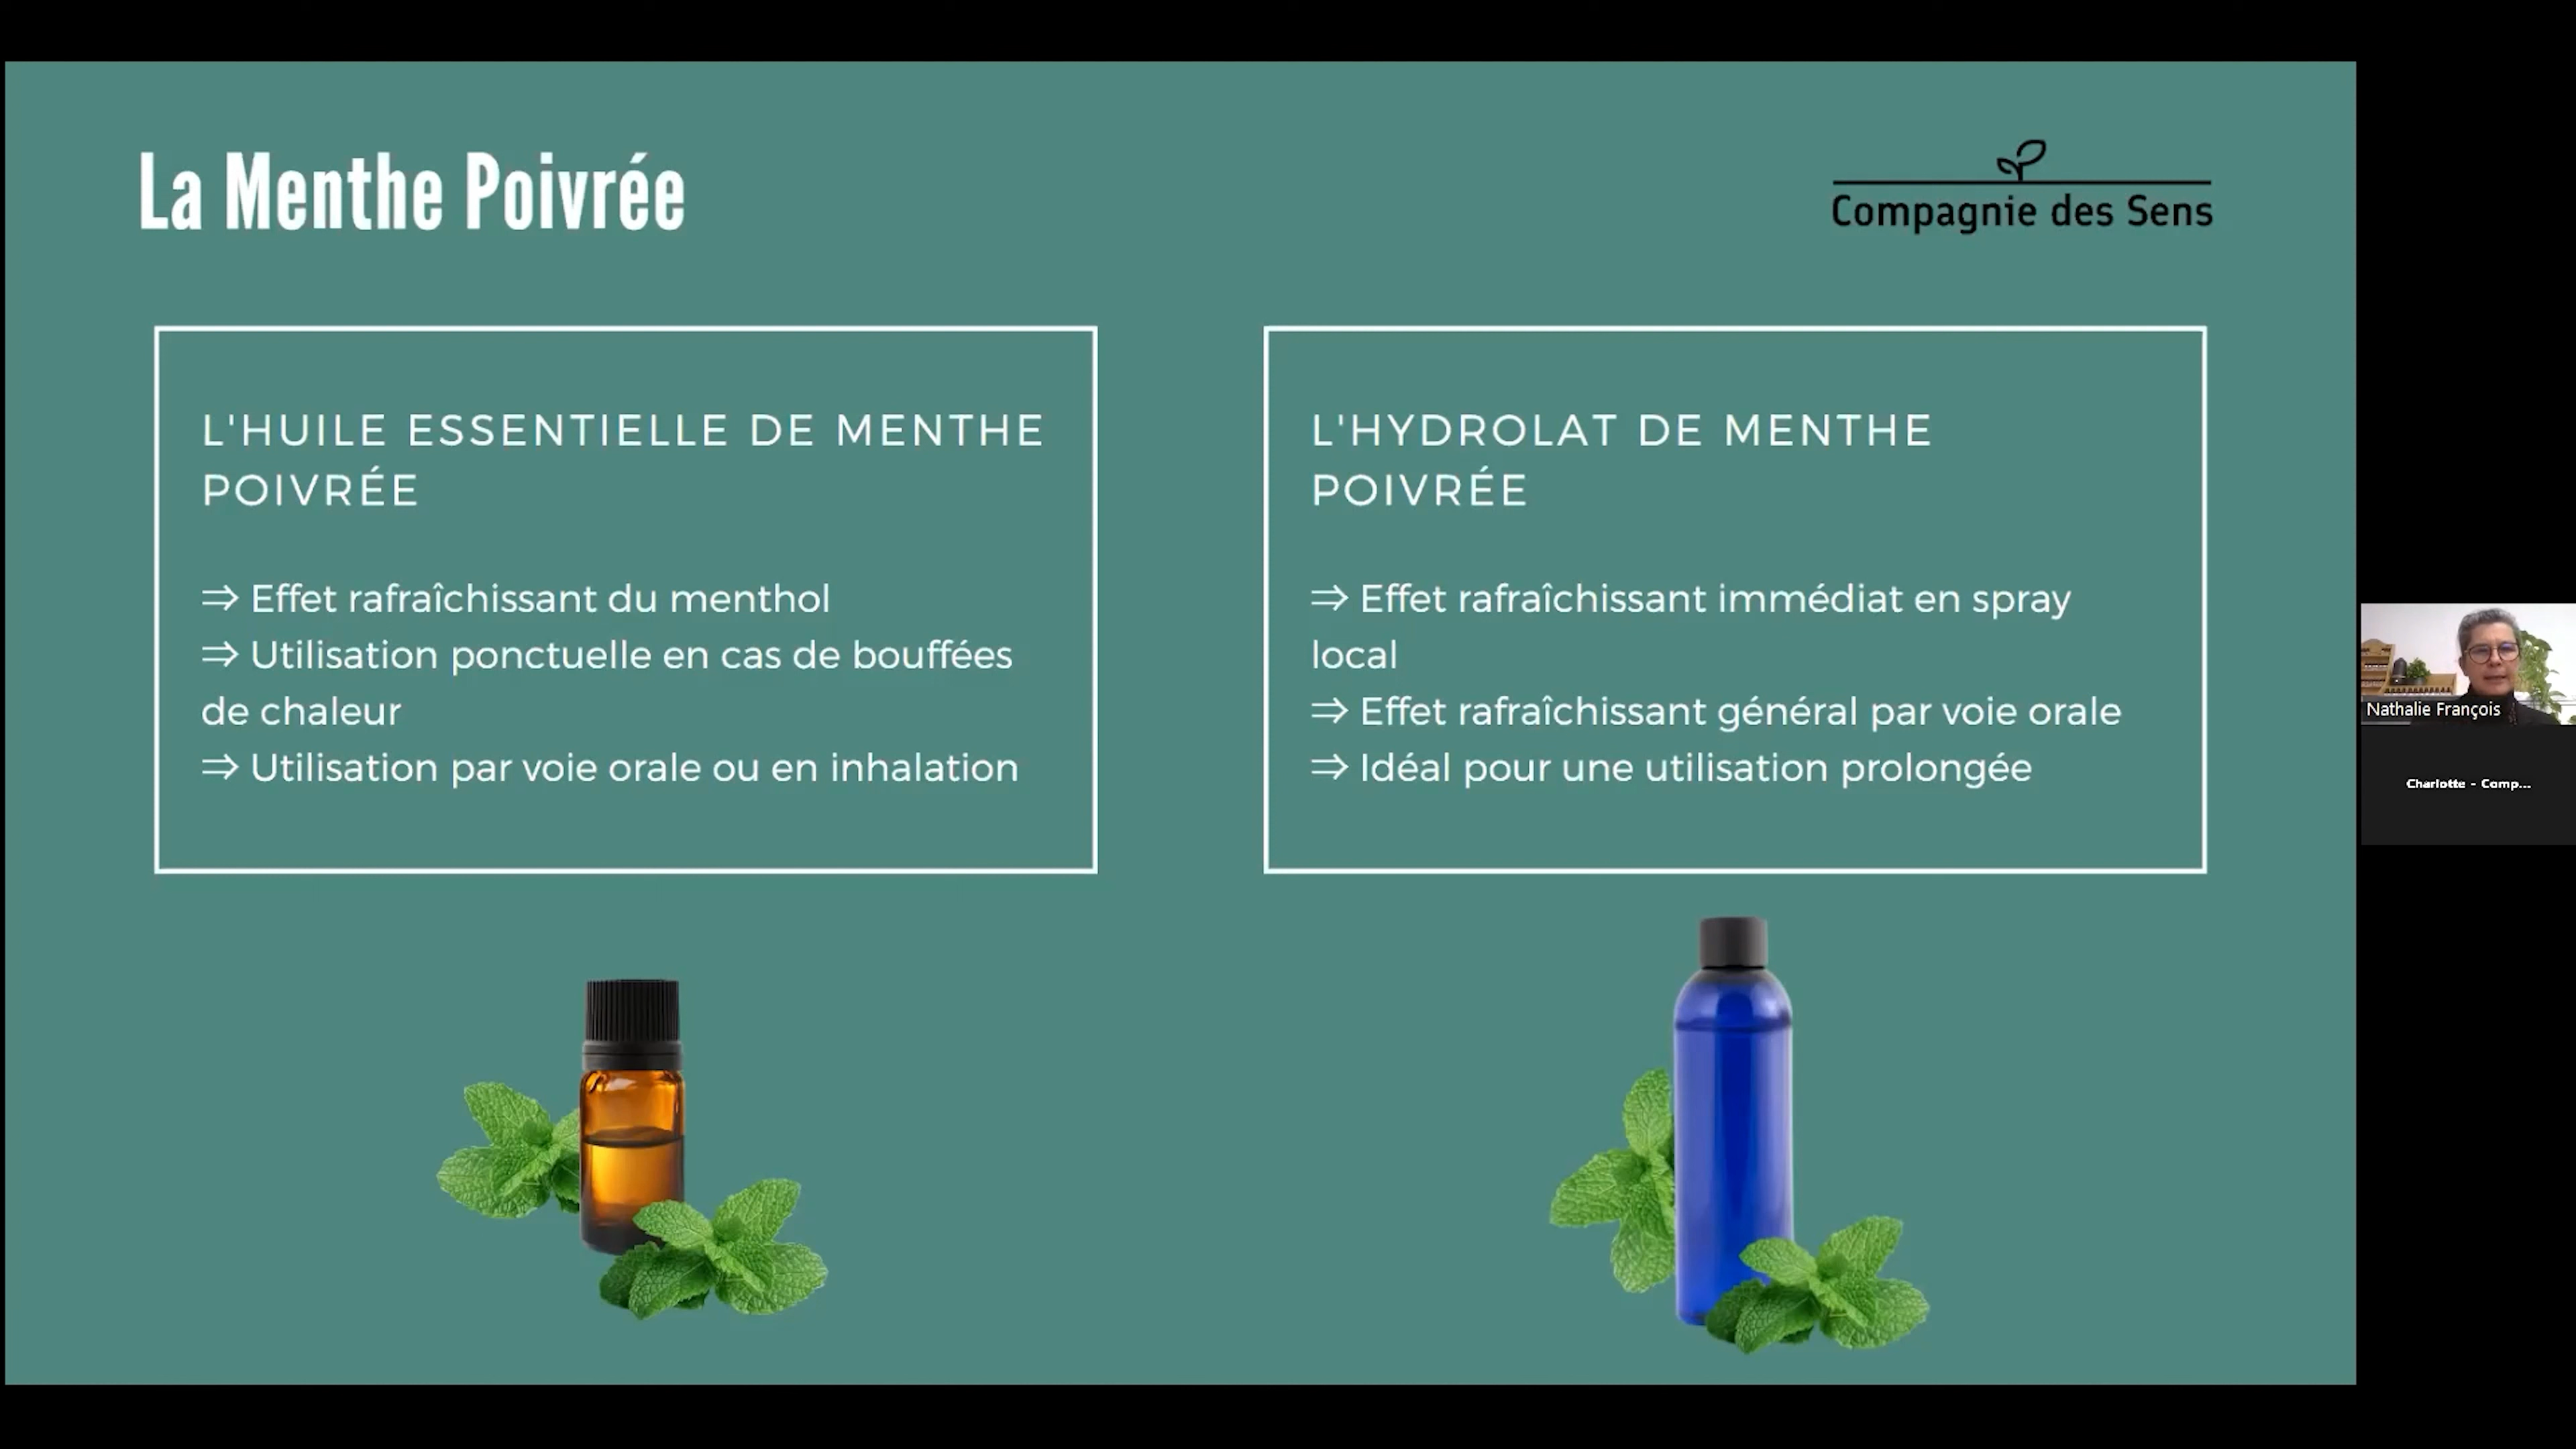 La Menthe Poivrée
Compagnie des Sens
L'HUILE ESSENTIELLE DE MENTHE
POIVRÉE
⇒ Effet rafraîchissant du menthol
⇒ Utilisation ponctuelle en cas de bouffées
de chaleur
⇒ Utilisation par voie orale ou en inhalation
L'HYDROLAT DE MENTHE
POIVRÉE
⇒ Effet rafraîchissant immédiat en spray
local
⇒ Effet rafraîchissant général par voie orale
⇒ Idéal pour une utilisation prolongée
Nathalie François
Charlotte - Comp...